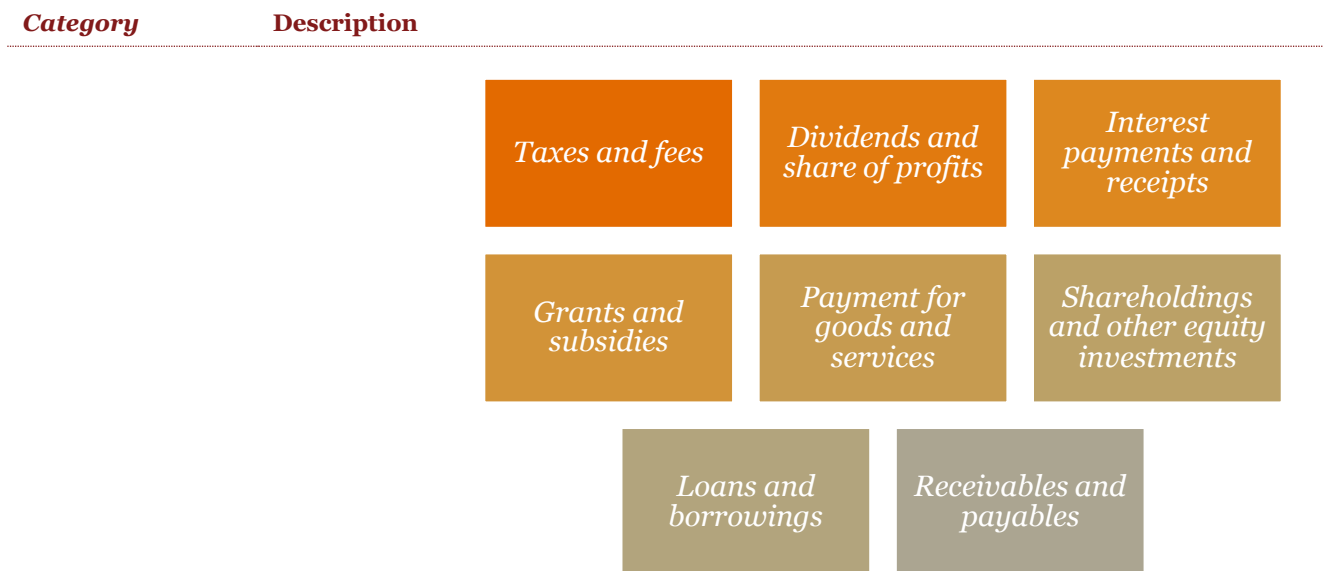 Category Description
Taxes and fees
Dividends and
share of profits
Interest
payments and
receipts
Grants and
subsidies
Payment for
goods and
services
Shareholdings
and other equity
investments
Loans and
borrowings
Receivables and
payables